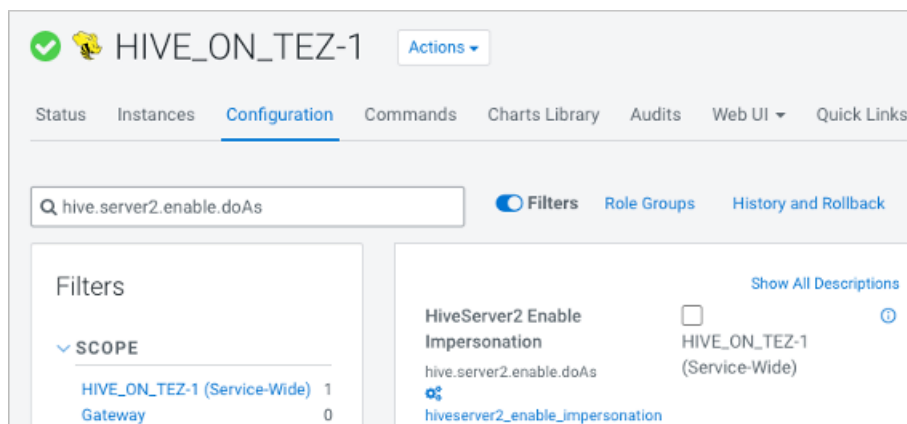 HIVE_ON_TEZ-1
Actions
Status Instances Configuration Commands Charts Library Audits Web UI Quick Links
hive.server2.enable.doAs
Filters Role Groups History and Rollback
Filters
SCOPE
HIVE_ON_TEZ-1 (Service-Wide) 1
Gateway 0
Show All Descriptions
HiveServer2 Enable
Impersonation
hive.server2.enable.doAs
hiveserver2_enable_impersonation
HIVE_ON_TEZ-1
(Service-Wide)